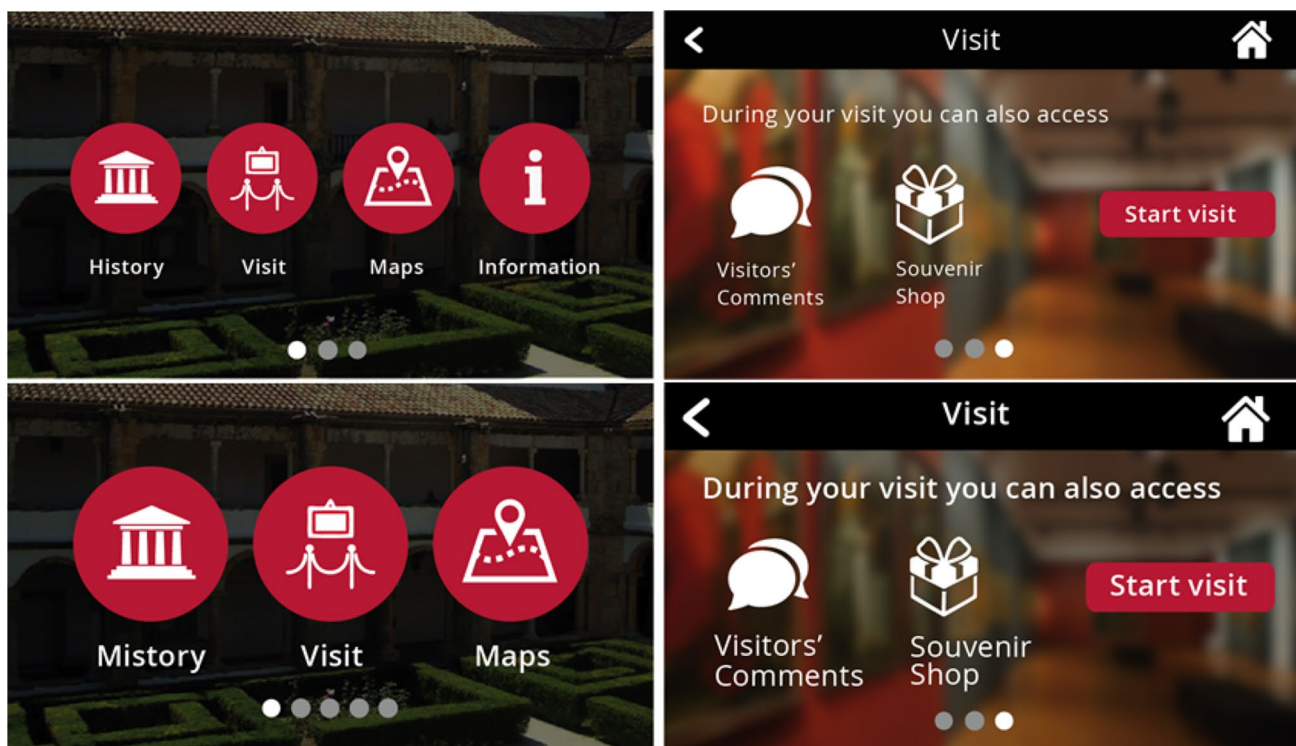 History Visit Maps Information
Visit
During your visit you can also access
Start visit
Visitors’
Comments
Souvenir
Shop
Mistory Visit Maps
Visit
During your visit you can also access
Start visit
Visitors’
Comments
Souvenir
Shop